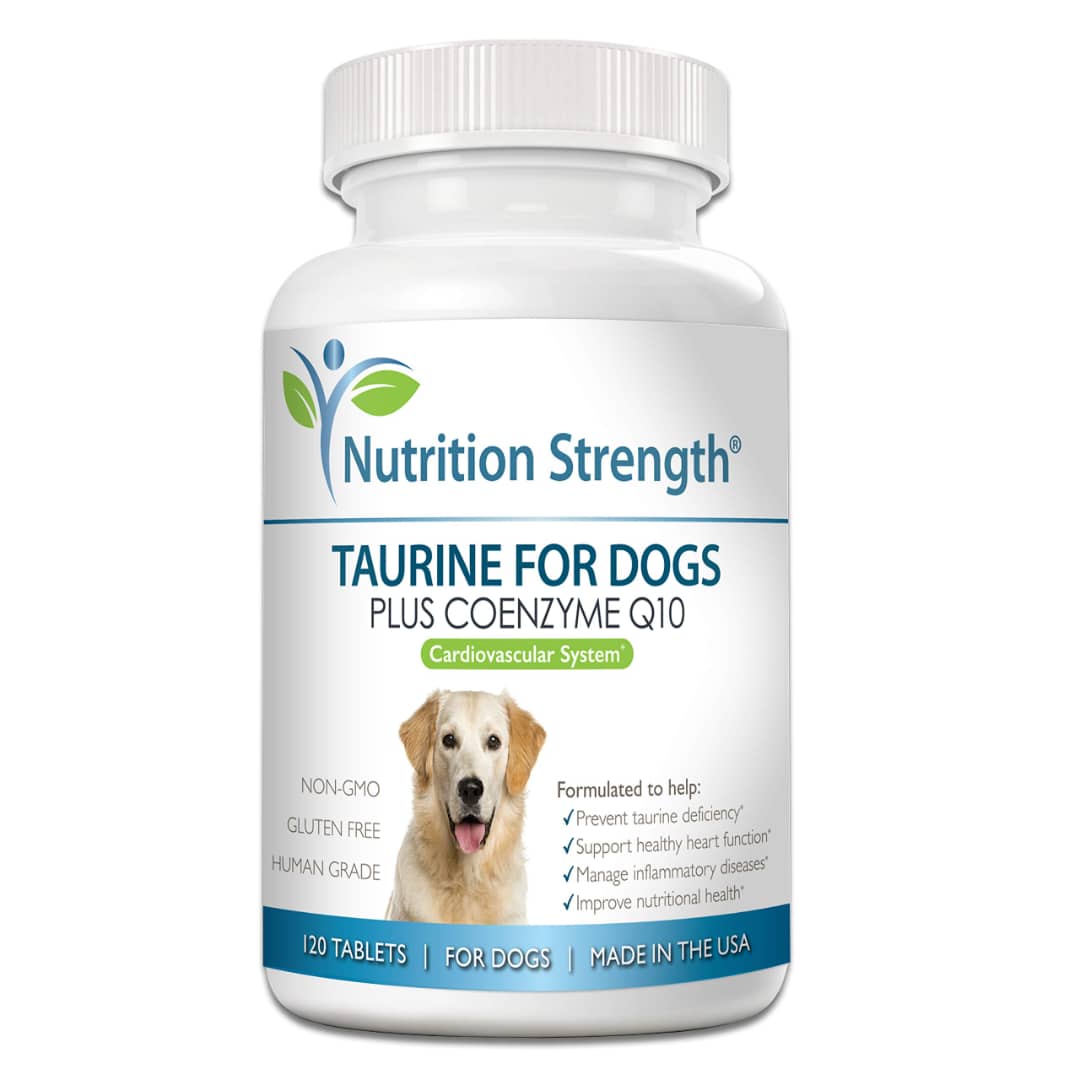 Nutrition Strength®
TAURINE FOR DOGS
PLUS COENZYME Q10
Cardiovascular System⁺
NON-GMO
GLUTEN FREE
HUMAN GRADE
Formulated to help:
✓Prevent taurine deficiency*
✓Support healthy heart function*
✓Manage inflammatory diseases*
✓Improve nutritional health*
120 TABLETS | FOR DOGS | MADE IN THE USA